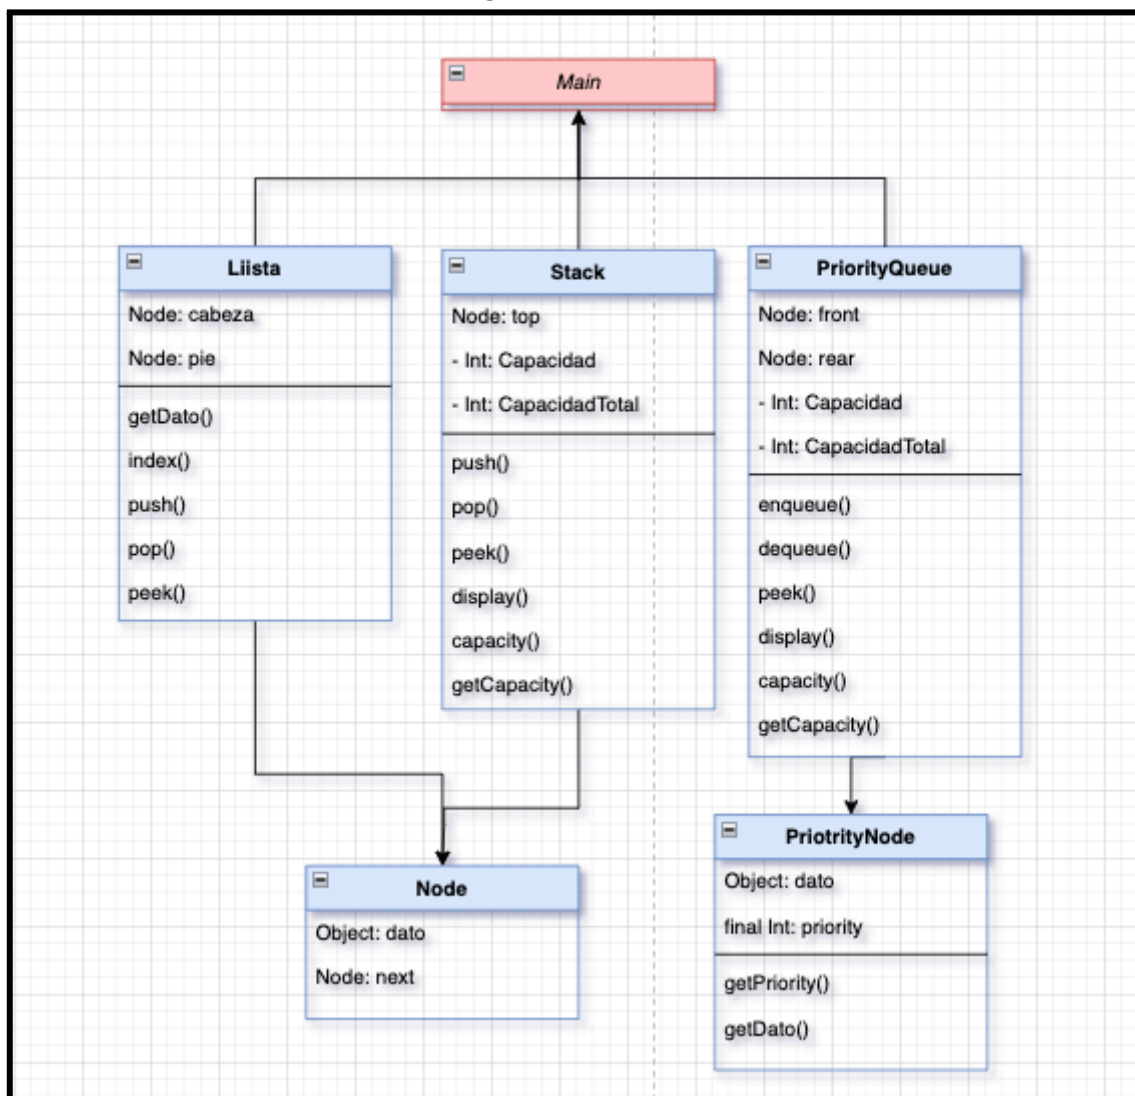 Main
Liista
Node: cabeza
Node: pie
getDato()
index()
push()
pop()
peek()
Stack
Node: top
- Int: Capacidad
- Int: CapacidadTotal
push()
pop()
peek()
display()
capacity()
getCapacity()
PriorityQueue
Node: front
Node: rear
- Int: Capacidad
- Int: CapacidadTotal
enqueue()
dequeue()
peek()
display()
capacity()
getCapacity()
Node
Object: dato
Node: next
PriotrityNode
Object: dato
final Int: priority
getPriority()
getDato()